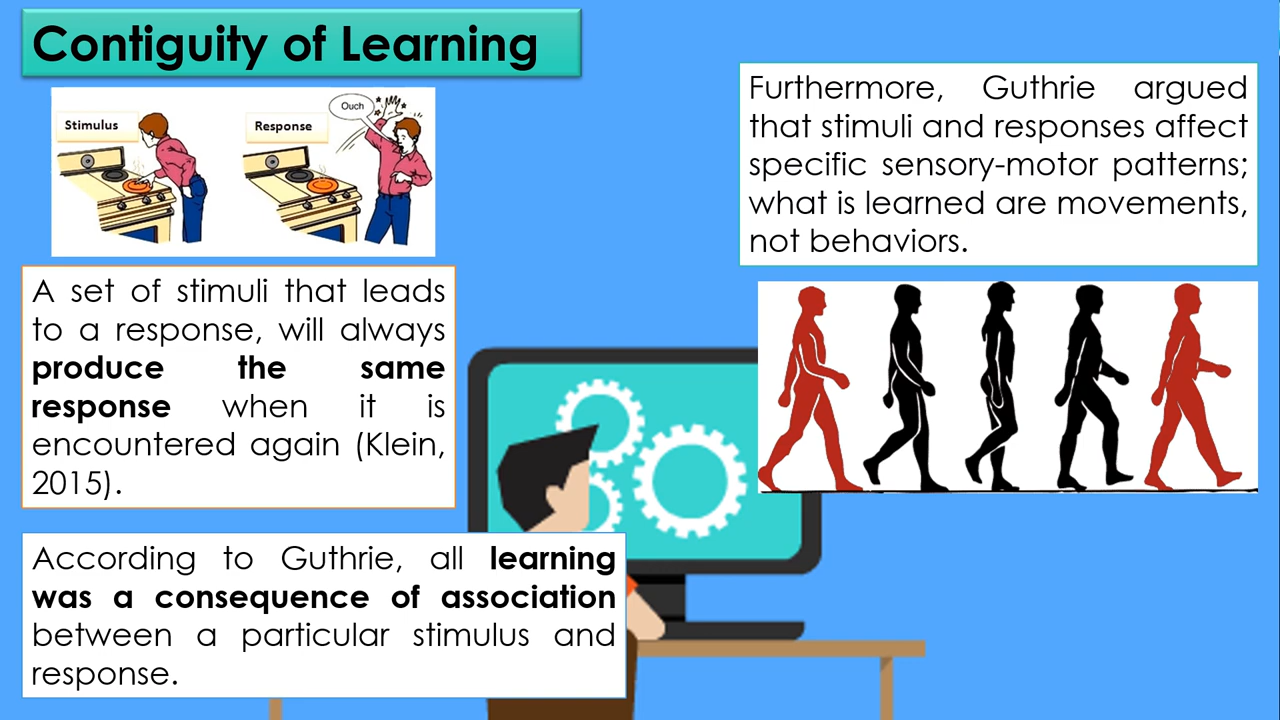 Contiguity of Learning
Stimulus
Response
Ouch
A set of stimuli that leads
to a response, will always
produce the same
response when it is
encountered again (Klein,
2015).
According to Guthrie, all learning
was a consequence of association
between a particular stimulus and
response.
Furthermore, Guthrie argued
that stimuli and responses affect
specific sensory-motor patterns;
what is learned are movements,
not behaviors.